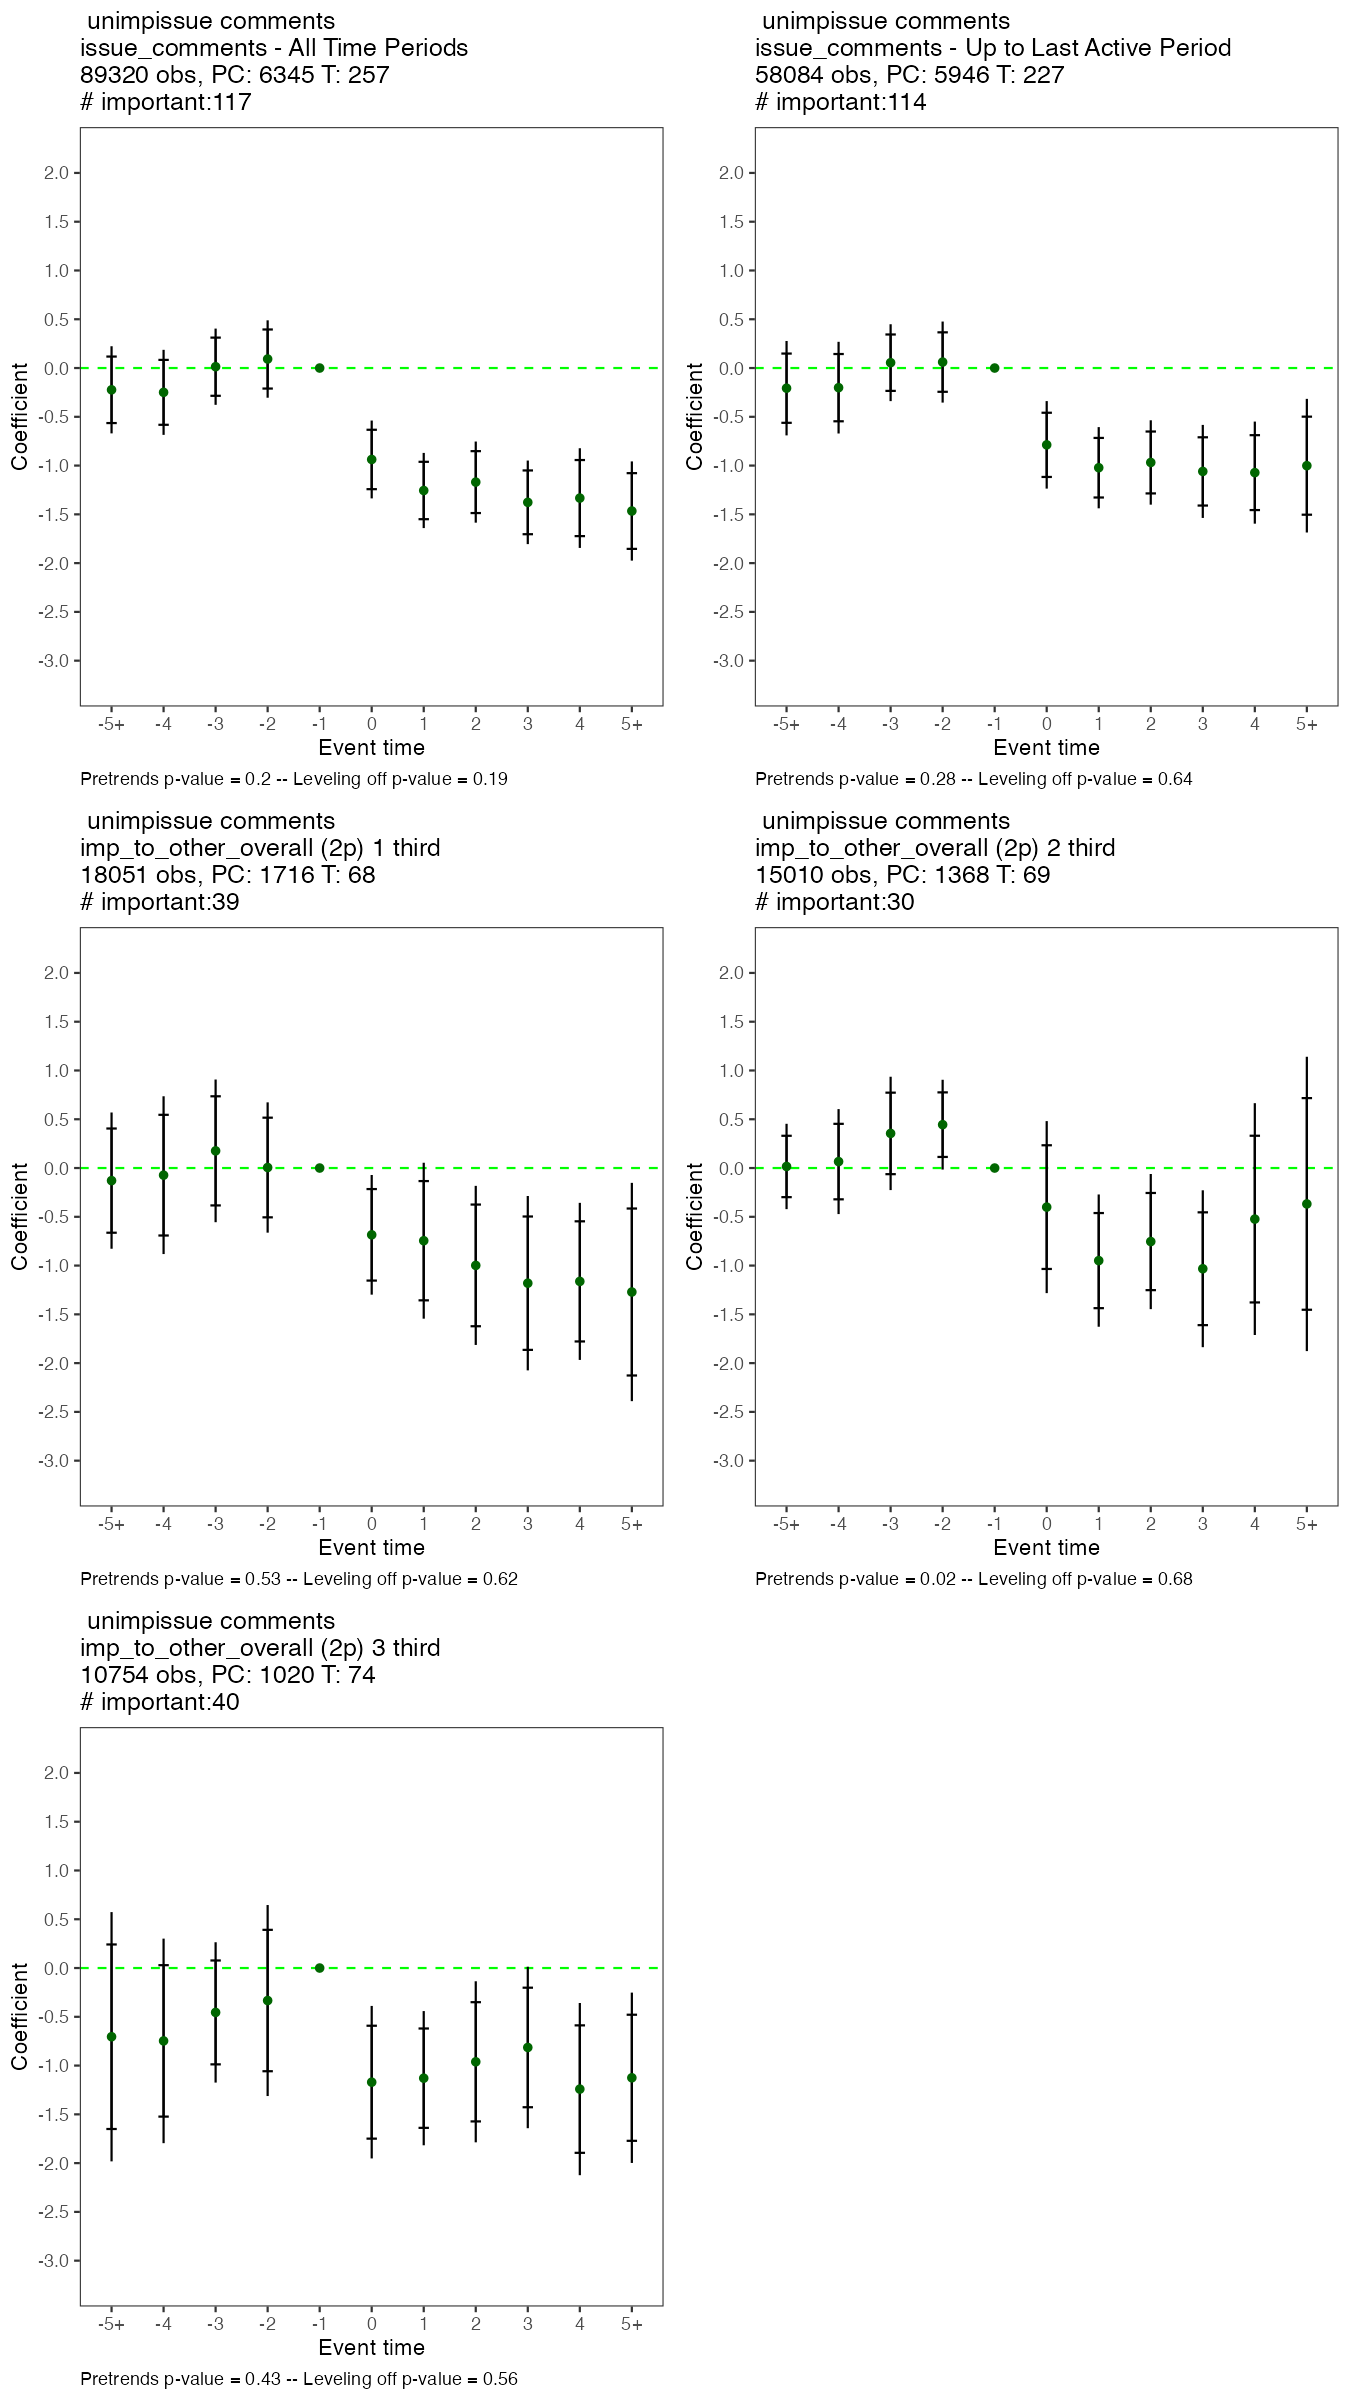 unimpissue comments
issue_comments - All Time Periods
89320 obs, PC: 6345 T: 257
# important:117
2.0
1.5
1.0
0.5
0.0
-0.5
-1.0
-1.5
-2.0
-2.5
-3.0
Coefficient
-5+ -4 -3 -2 -1 0 1 2 3 4 5+
Event time
Pretrends p-value = 0.2 -- Leveling off p-value = 0.19
unimpissue comments
issue_comments - Up to Last Active Period
58084 obs, PC: 5946 T: 227
# important:114
2.0
1.5
1.0
0.5
0.0
-0.5
-1.0
-1.5
-2.0
-2.5
-3.0
Coefficient
-5+ -4 -3 -2 -1 0 1 2 3 4 5+
Event time
Pretrends p-value = 0.28 -- Leveling off p-value = 0.64
unimpissue comments
imp_to_other_overall (2p) 1 third
18051 obs, PC: 1716 T: 68
# important:39
2.0
1.5
1.0
0.5
0.0
-0.5
-1.0
-1.5
-2.0
-2.5
-3.0
Coefficient
-5+ -4 -3 -2 -1 0 1 2 3 4 5+
Event time
Pretrends p-value = 0.53 -- Leveling off p-value = 0.62
unimpissue comments
imp_to_other_overall (2p) 2 third
15010 obs, PC: 1368 T: 69
# important:30
2.0
1.5
1.0
0.5
0.0
-0.5
-1.0
-1.5
-2.0
-2.5
-3.0
Coefficient
-5+ -4 -3 -2 -1 0 1 2 3 4 5+
Event time
Pretrends p-value = 0.02 -- Leveling off p-value = 0.68
unimpissue comments
imp_to_other_overall (2p) 3 third
10754 obs, PC: 1020 T: 74
# important:40
2.0
1.5
1.0
0.5
0.0
-0.5
-1.0
-1.5
-2.0
-2.5
-3.0
Coefficient
-5+ -4 -3 -2 -1 0 1 2 3 4 5+
Event time
Pretrends p-value = 0.43 -- Leveling off p-value = 0.56